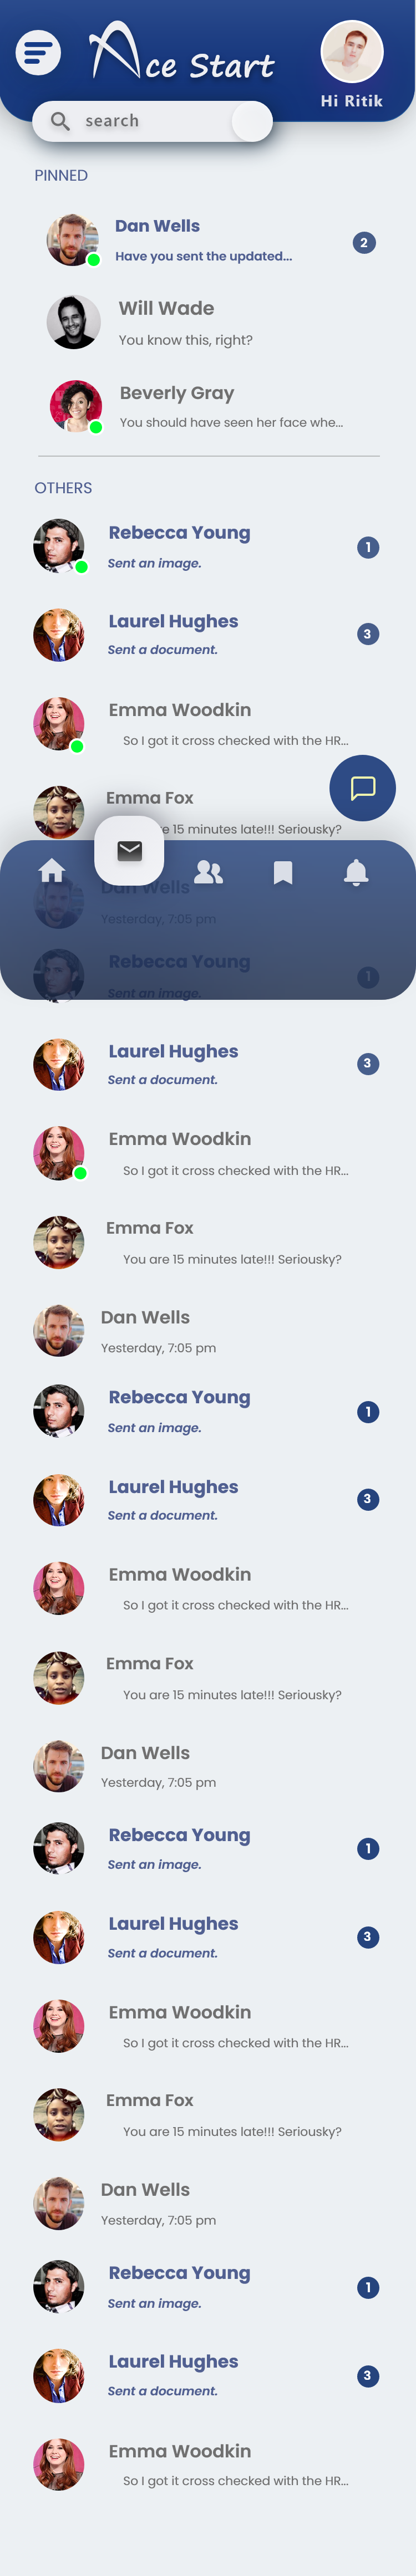 Ace Start
Hi Ritik
search
PINNED
Dan Wells
2
Have you sent the updated...
Will Wade
You know this, right?
Beverly Gray
You should have seen her face whe...
OTHERS
Rebecca Young
1
Sent an image.
Laurel Hughes
3
Sent a document.
Emma Woodkin
So I got it cross checked with the HR...
Emma Fox
15 minutes late!!! Seriousky?
Dan Wells
Yesterday, 7:05 pm
Rebecca Young
1
Sent an image.
Laurel Hughes
3
Sent a document.
Emma Woodkin
So I got it cross checked with the HR...
Emma Fox
You are 15 minutes late!!! Seriousky?
Dan Wells
Yesterday, 7:05 pm
Rebecca Young
1
Sent an image.
Laurel Hughes
3
Sent a document.
Emma Woodkin
So I got it cross checked with the HR...
Emma Fox
You are 15 minutes late!!! Seriousky?
Dan Wells
Yesterday, 7:05 pm
Rebecca Young
1
Sent an image.
Laurel Hughes
3
Sent a document.
Emma Woodkin
So I got it cross checked with the HR...
Emma Fox
You are 15 minutes late!!! Seriousky?
Dan Wells
Yesterday, 7:05 pm
Rebecca Young
1
Sent an image.
Laurel Hughes
3
Sent a document.
Emma Woodkin
So I got it cross checked with the HR...